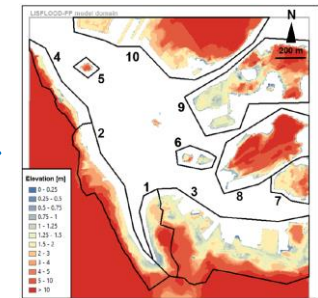 LISFLOOD-FP model domain
N
200 m
4
10
5
2
9
6
1
3
8
7
Elevation [m]
0 - 0.25
0.25 - 0.5
0.5 - 0.75
0.75 - 1
1 - 1.25
1.25 - 1.5
1.5 - 2
2 - 3
3 - 4
4 - 5
5 - 10
> 10